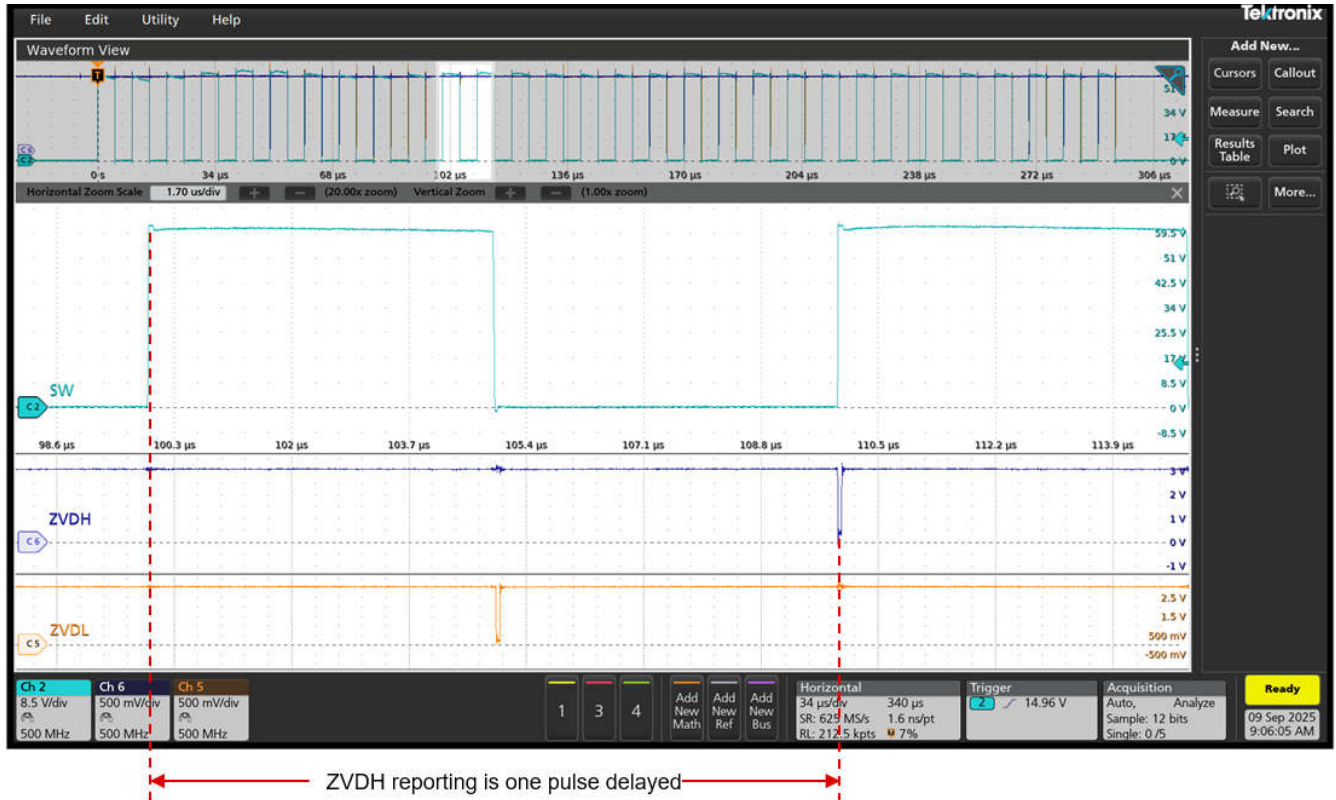 File Edit Utility Help
Tektronix
Waveform View
Add New...
Cursors Callout
Measure Search
Results Table Plot
More...
T
51
34 V
17
0 V
C6
C2
0 s 34 µs 68 µs 102 µs 136 µs 170 µs 204 µs 238 µs 272 µs 306 µs
Horizontal Zoom Scale 1.70 us/div + - (20.00x zoom) Vertical Zoom + - (1.00x zoom) ×
59.5 V
51 V
42.5 V
34 V
25.5 V
17 V
SW
8.5 V
C2
0 V
-8.5 V
98.6 µs 100.3 µs 102 µs 103.7 µs 105.4 µs 107.1 µs 108.8 µs 110.5 µs 112.2 µs 113.9 µs
3 V
2 V
ZVDH
1 V
C6
0 V
-1 V
2.5 V
1.5 V
ZVDL
500 mV
C5
-500 mV
Ch 2 Ch 6 Ch 5
8.5 V/div 500 mV/div 500 mV/div
500 MHz 500 MHz 500 MHz
1 3 4
Add New Math
Add New Ref
Add New Bus
Horizontal
34 µs/div 340 µs
SR: 625 MS/s 1.6 ns/pt
RL: 212.5 kpts 7%
Trigger
2 14.96 V
Acquisition
Auto, Analyze
Sample: 12 bits
Single: 0 /5
Ready
09 Sep 2025
9:06:05 AM
ZVDH reporting is one pulse delayed